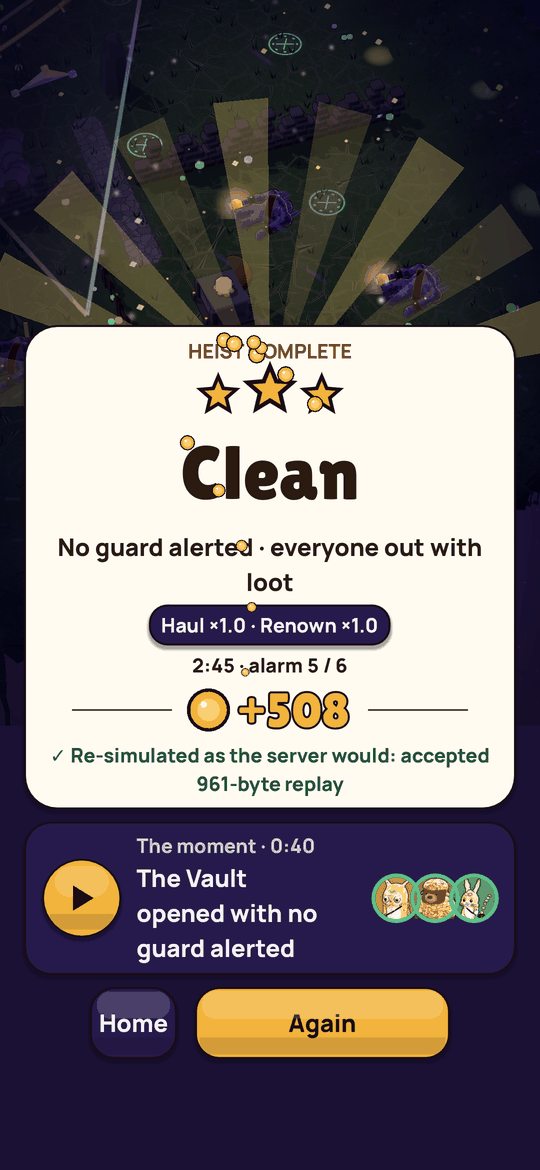 HEIST COMPLETE
Clean
No guard alerted · everyone out with
loot
Haul ×1.0 · Renown ×1.0
2:45 · alarm 5 / 6
+508
✓ Re-simulated as the server would: accepted
961-byte replay
The moment · 0:40
The Vault
opened with no
guard alerted
Home
Again